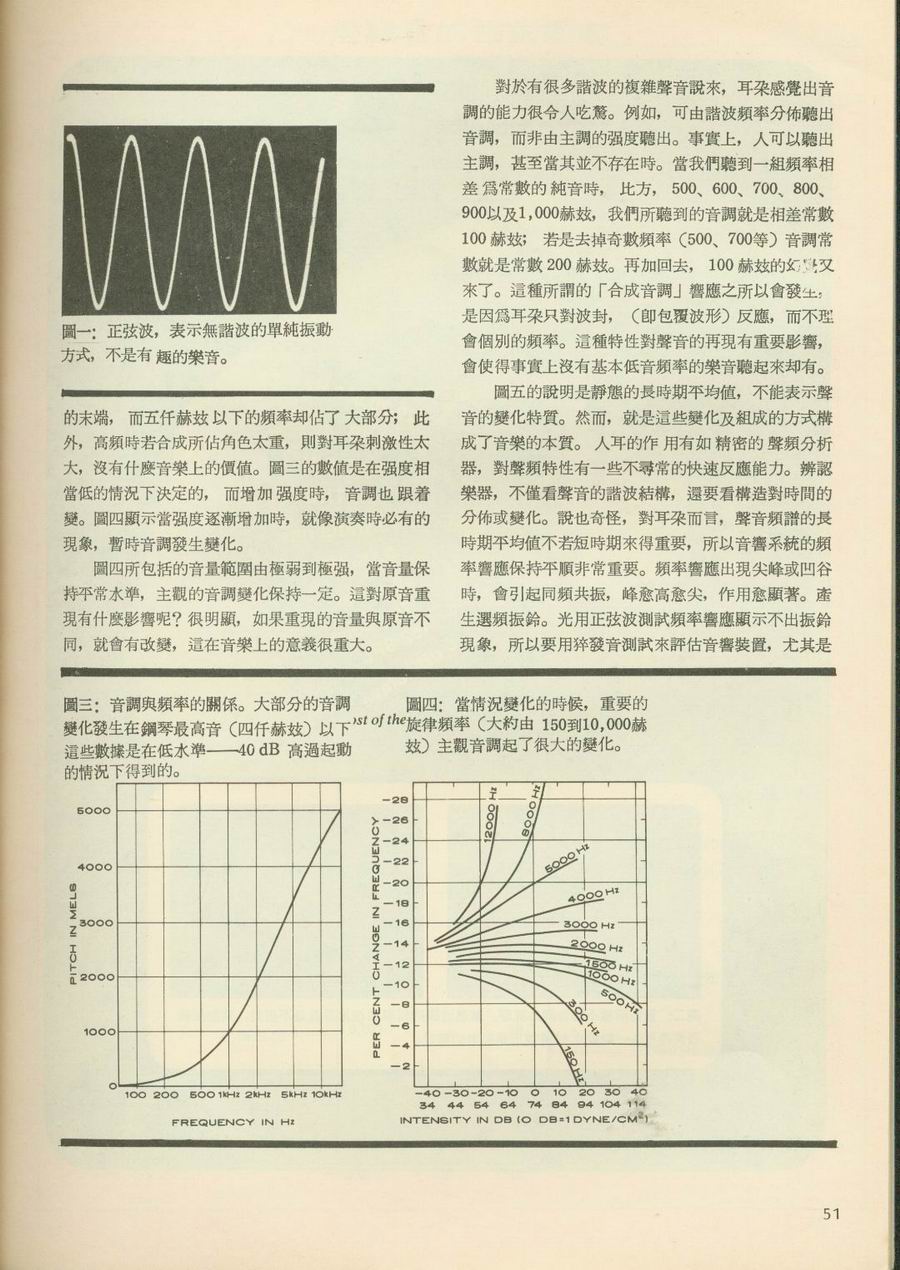 圖一：正弦波，表示無諧波的單純振動
方式，不是有趣的樂音。
的末端，而五仟赫玆以下的頻率却佔了大部分；此
外，高頻時若合成所佔角色太重，則對耳朶刺激性太
大，沒有什麼音樂上的價值。圖三的數值是在强度相
當低的情況下決定的，而增加强度時，音調也跟着
變。圖四顯示當强度逐漸增加時，就像演奏時必有的
現象，暫時音調發生變化。
圖四所包括的音量範圍由極弱到極强，當音量保
持平常水準，主觀的音調變化保持一定。這對原音重
現有什麼影響呢？很明顯，如果重現的音量與原音不
同，就會有改變，這在音樂上的意義很重大。
對於有很多諧波的複雜聲音說來，耳朶感覺出音
調的能力很令人吃驚。例如，可由諧波頻率分佈聽出
音調，而非由主調的强度聽出。事實上，人可以聽出
主調，甚至當其並不存在時。當我們聽到一組頻率相
差爲常數的純音時，比方，500、600、700、800、
900以及1,000赫玆，我們所聽到的音調就是相差常數
100赫玆；若是去掉奇數頻率（500、700等）音調常
數就是常數200赫玆。再加回去，100赫玆的幻又
來了。這種所謂的「合成音調」響應之所以會發生，
是因爲耳朶只對波封，（卽包覆波形）反應，而不理
會個別的頻率。這種特性對聲音的再現有重要影響，
會使得事實上沒有基本低音頻率的樂音聽起來却有。
圖五的說明是靜態的長時期平均值，不能表示聲
音的變化特質。然而，就是這些變化及組成的方式構
成了音樂的本質。人耳的作用有如精密的聲頻分析
器，對聲頻特性有一些不尋常的快速反應能力。辨認
樂器，不僅看聲音的諧波結構，還要看構造對時間的
分佈或變化。說也奇怪，對耳朶而言，聲音頻譜的長
時期平均值不若短時期來得重要，所以音響系統的頻
率響應保持平順非常重要。頻率響應出現尖峰或凹谷
時，會引起同頻共振，峰愈高愈尖，作用愈顯著。產
生選頻振鈴。光用正弦波測試頻率響應顯示不出振鈴
現象，所以要用猝發音測試來評估音響裝置，尤其是
圖三：音調與頻率的關係。大部分的音調
變化發生在鋼琴最高音（四仟赫玆）以下
這些數據是在低水準——40 dB 高過起動
的情況下得到的。
ost of the
圖四：當情況變化的時候，重要的
旋律頻率（大約由 150到10,000赫
玆）主觀音調起了很大的變化。
PITCH IN MELS
5000
4000
3000
2000
1000
0
100 200 500 1kHz 2kHz 5kHz 10kHz
FREQUENCY IN Hz
PER CENT CHANGE IN FREQUENCY
-28
-26
-24
-22
-20
-18
-16
-14
-12
-10
-8
-6
-4
-2
12000 Hz
8000 Hz
5000 Hz
4000 Hz
3000 Hz
2000 Hz
1500 Hz
1000 Hz
500 Hz
300 Hz
150 Hz
-40 -30 -20 -10 0 10 20 30 40
34 44 54 64 74 84 94 104 114
INTENSITY IN DB (O DB=1 DYNE/CM²)
51